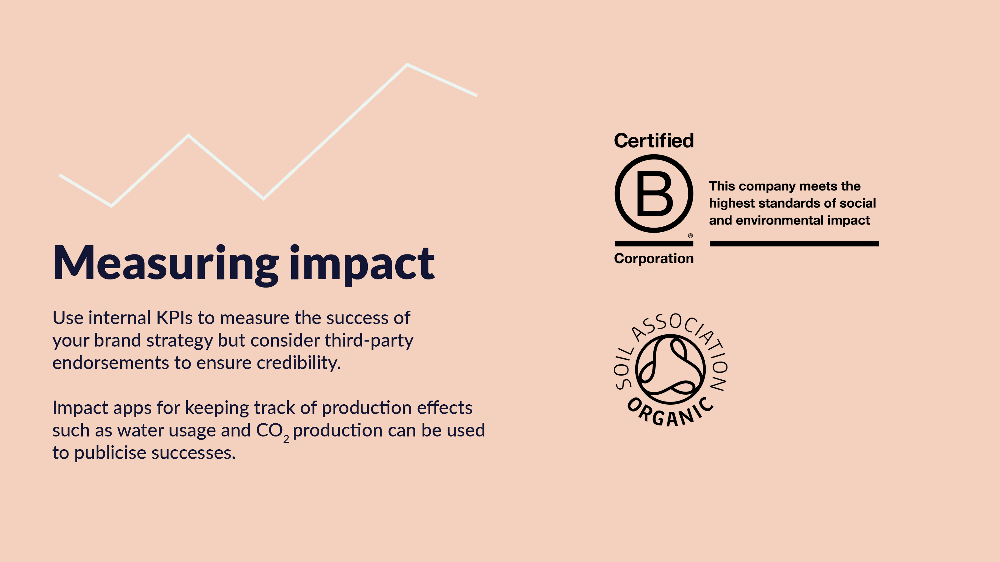 Measuring impact
Use internal KPIs to measure the success of
your brand strategy but consider third-party
endorsements to ensure credibility.
Impact apps for keeping track of production effects
such as water usage and CO₂ production can be used
to publicise successes.
Certified
B
®
Corporation
This company meets the
highest standards of social
and environmental impact
SOIL ASSOCIATION
ORGANIC